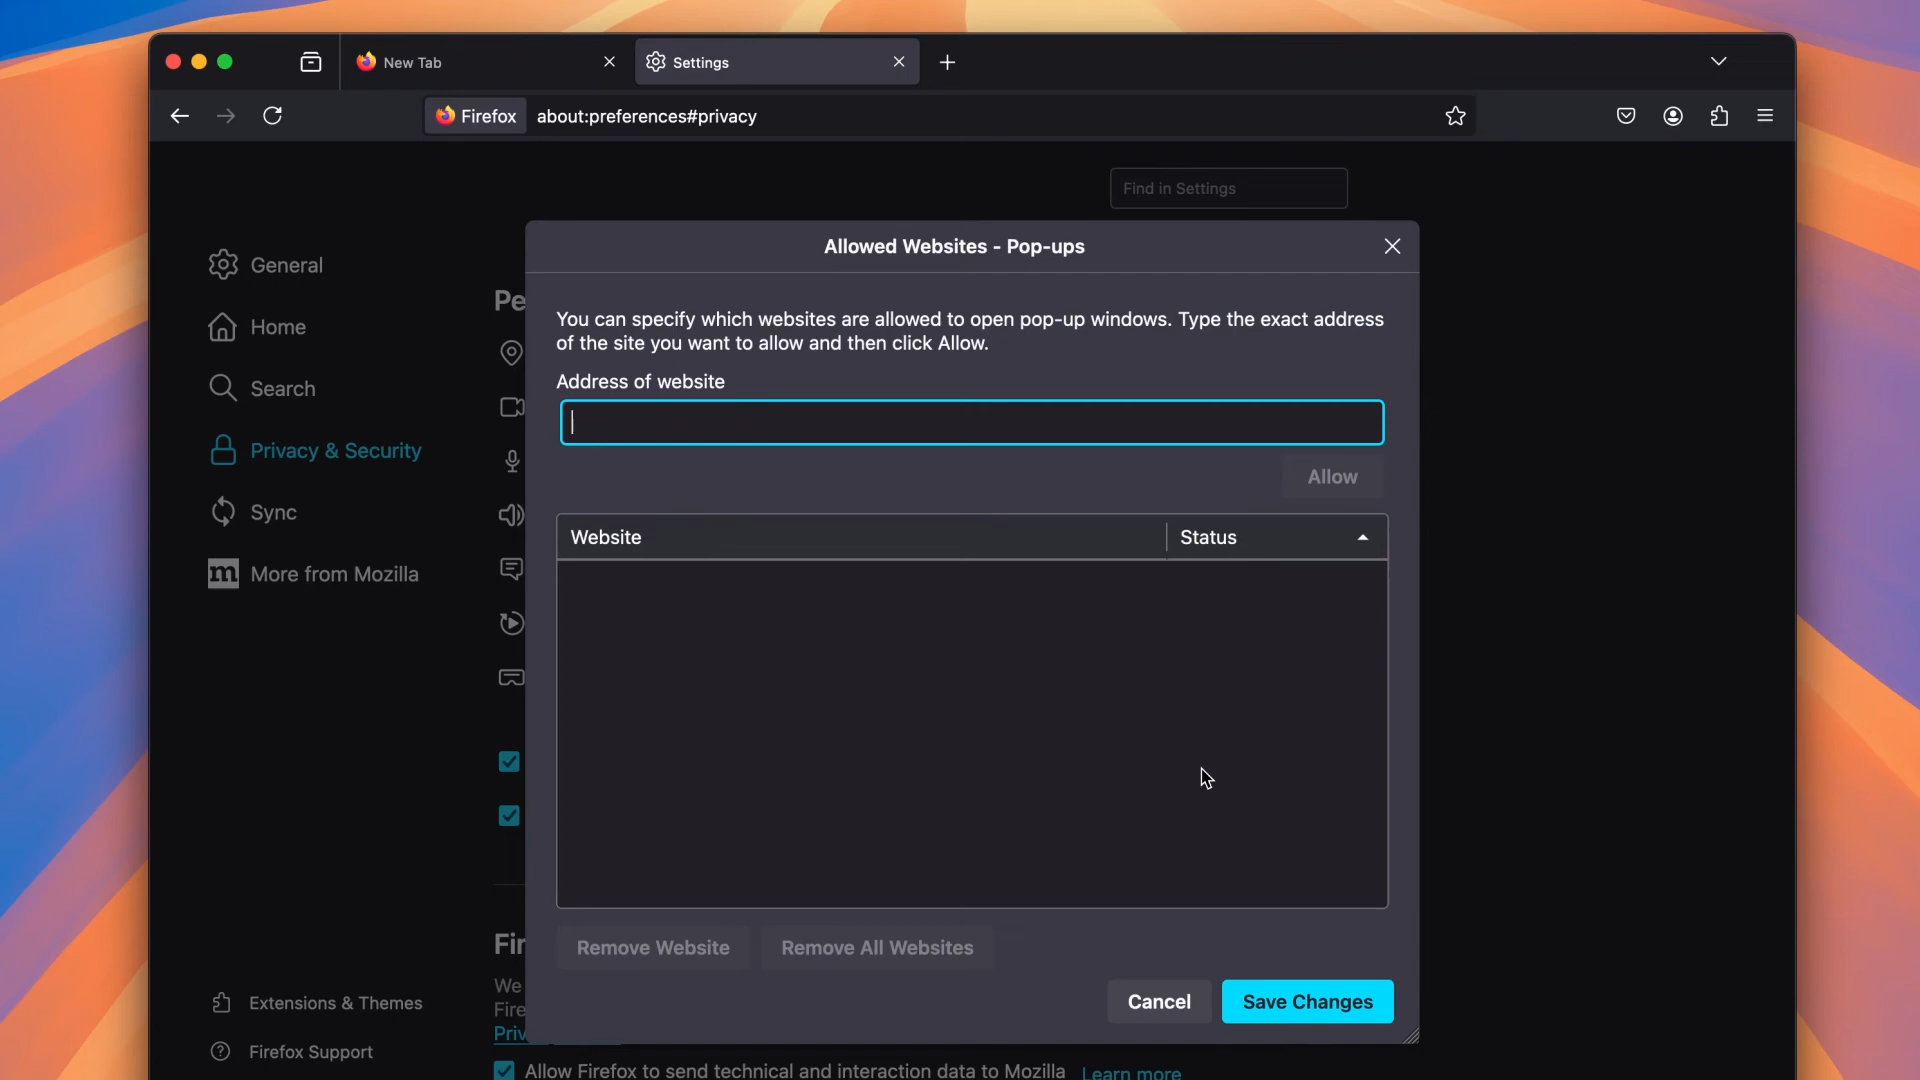 New Tab
Settings
Firefox
about:preferences#privacy
Find in Settings
General
Home
Search
Privacy & Security
Sync
m More from Mozilla
Extensions & Themes
Firefox Support
Pe
Allowed Websites - Pop-ups
You can specify which websites are allowed to open pop-up windows. Type the exact address
of the site you want to allow and then click Allow.
Address of website
Allow
Website
Status
Remove Website
Remove All Websites
Cancel
Save Changes
Fir
We
Fire
Priv
Allow Firefox to send technical and interaction data to Mozilla Learn more